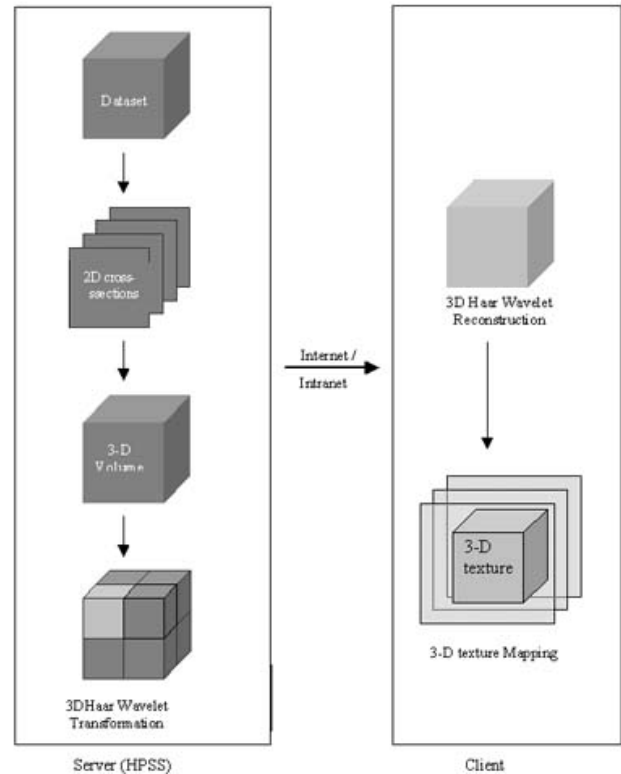 Dataset
2D cross-
sections
3-D
Volume
3DHaar Wavelet
Transformation
Server (HPSS)
Internet /
Intranet
3D Haar Wavelet
Reconstruction
3-D
texture
3-D texture Mapping
Client